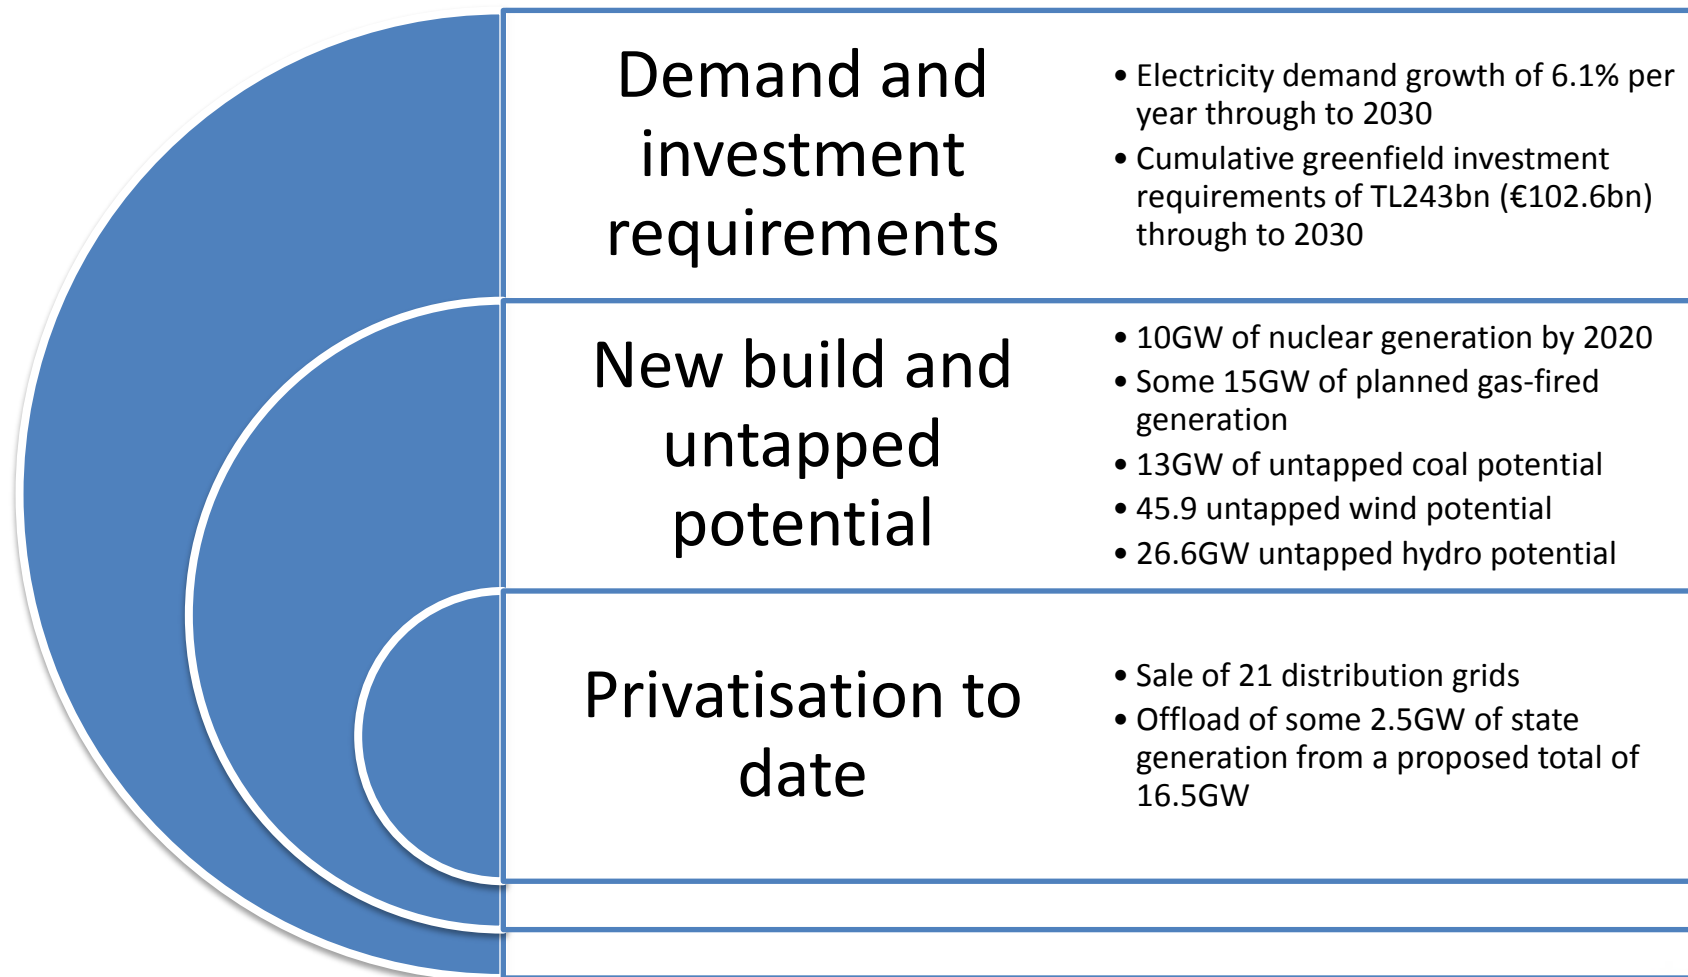 Demand and
investment
requirements
• Electricity demand growth of 6.1% per
year through to 2030
• Cumulative greenfield investment
requirements of TL243bn (€102.6bn)
through to 2030
New build and
untapped
potential
• 10GW of nuclear generation by 2020
• Some 15GW of planned gas-fired
generation
• 13GW of untapped coal potential
• 45.9 untapped wind potential
• 26.6GW untapped hydro potential
Privatisation to
date
• Sale of 21 distribution grids
• Offload of some 2.5GW of state
generation from a proposed total of
16.5GW